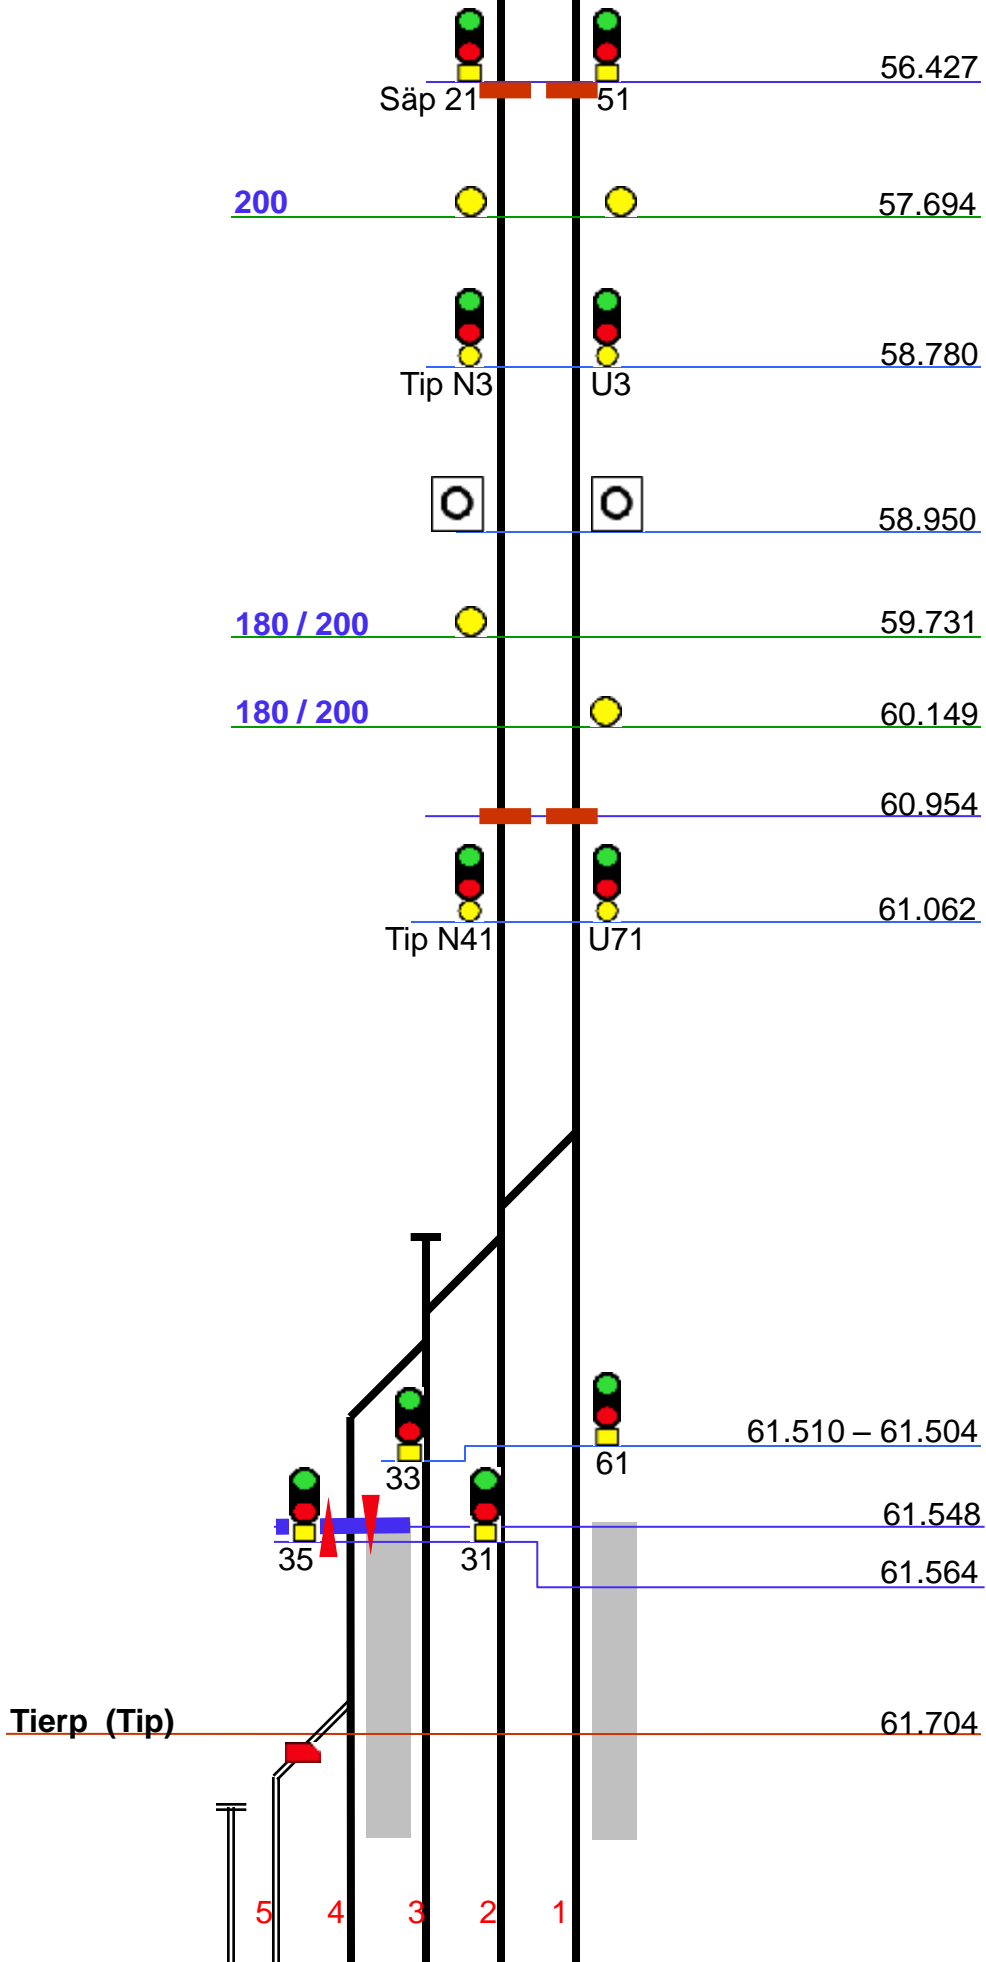 56.427
Säp 21 51
200 57.694
58.780
Tip N3 U3
58.950
180 / 200 59.731
180 / 200 60.149
60.954
61.062
Tip N41 U71
61.510 – 61.504
33 61
61.548
35 31
61.564
Tierp (Tip) 61.704
5 4 3 2 1